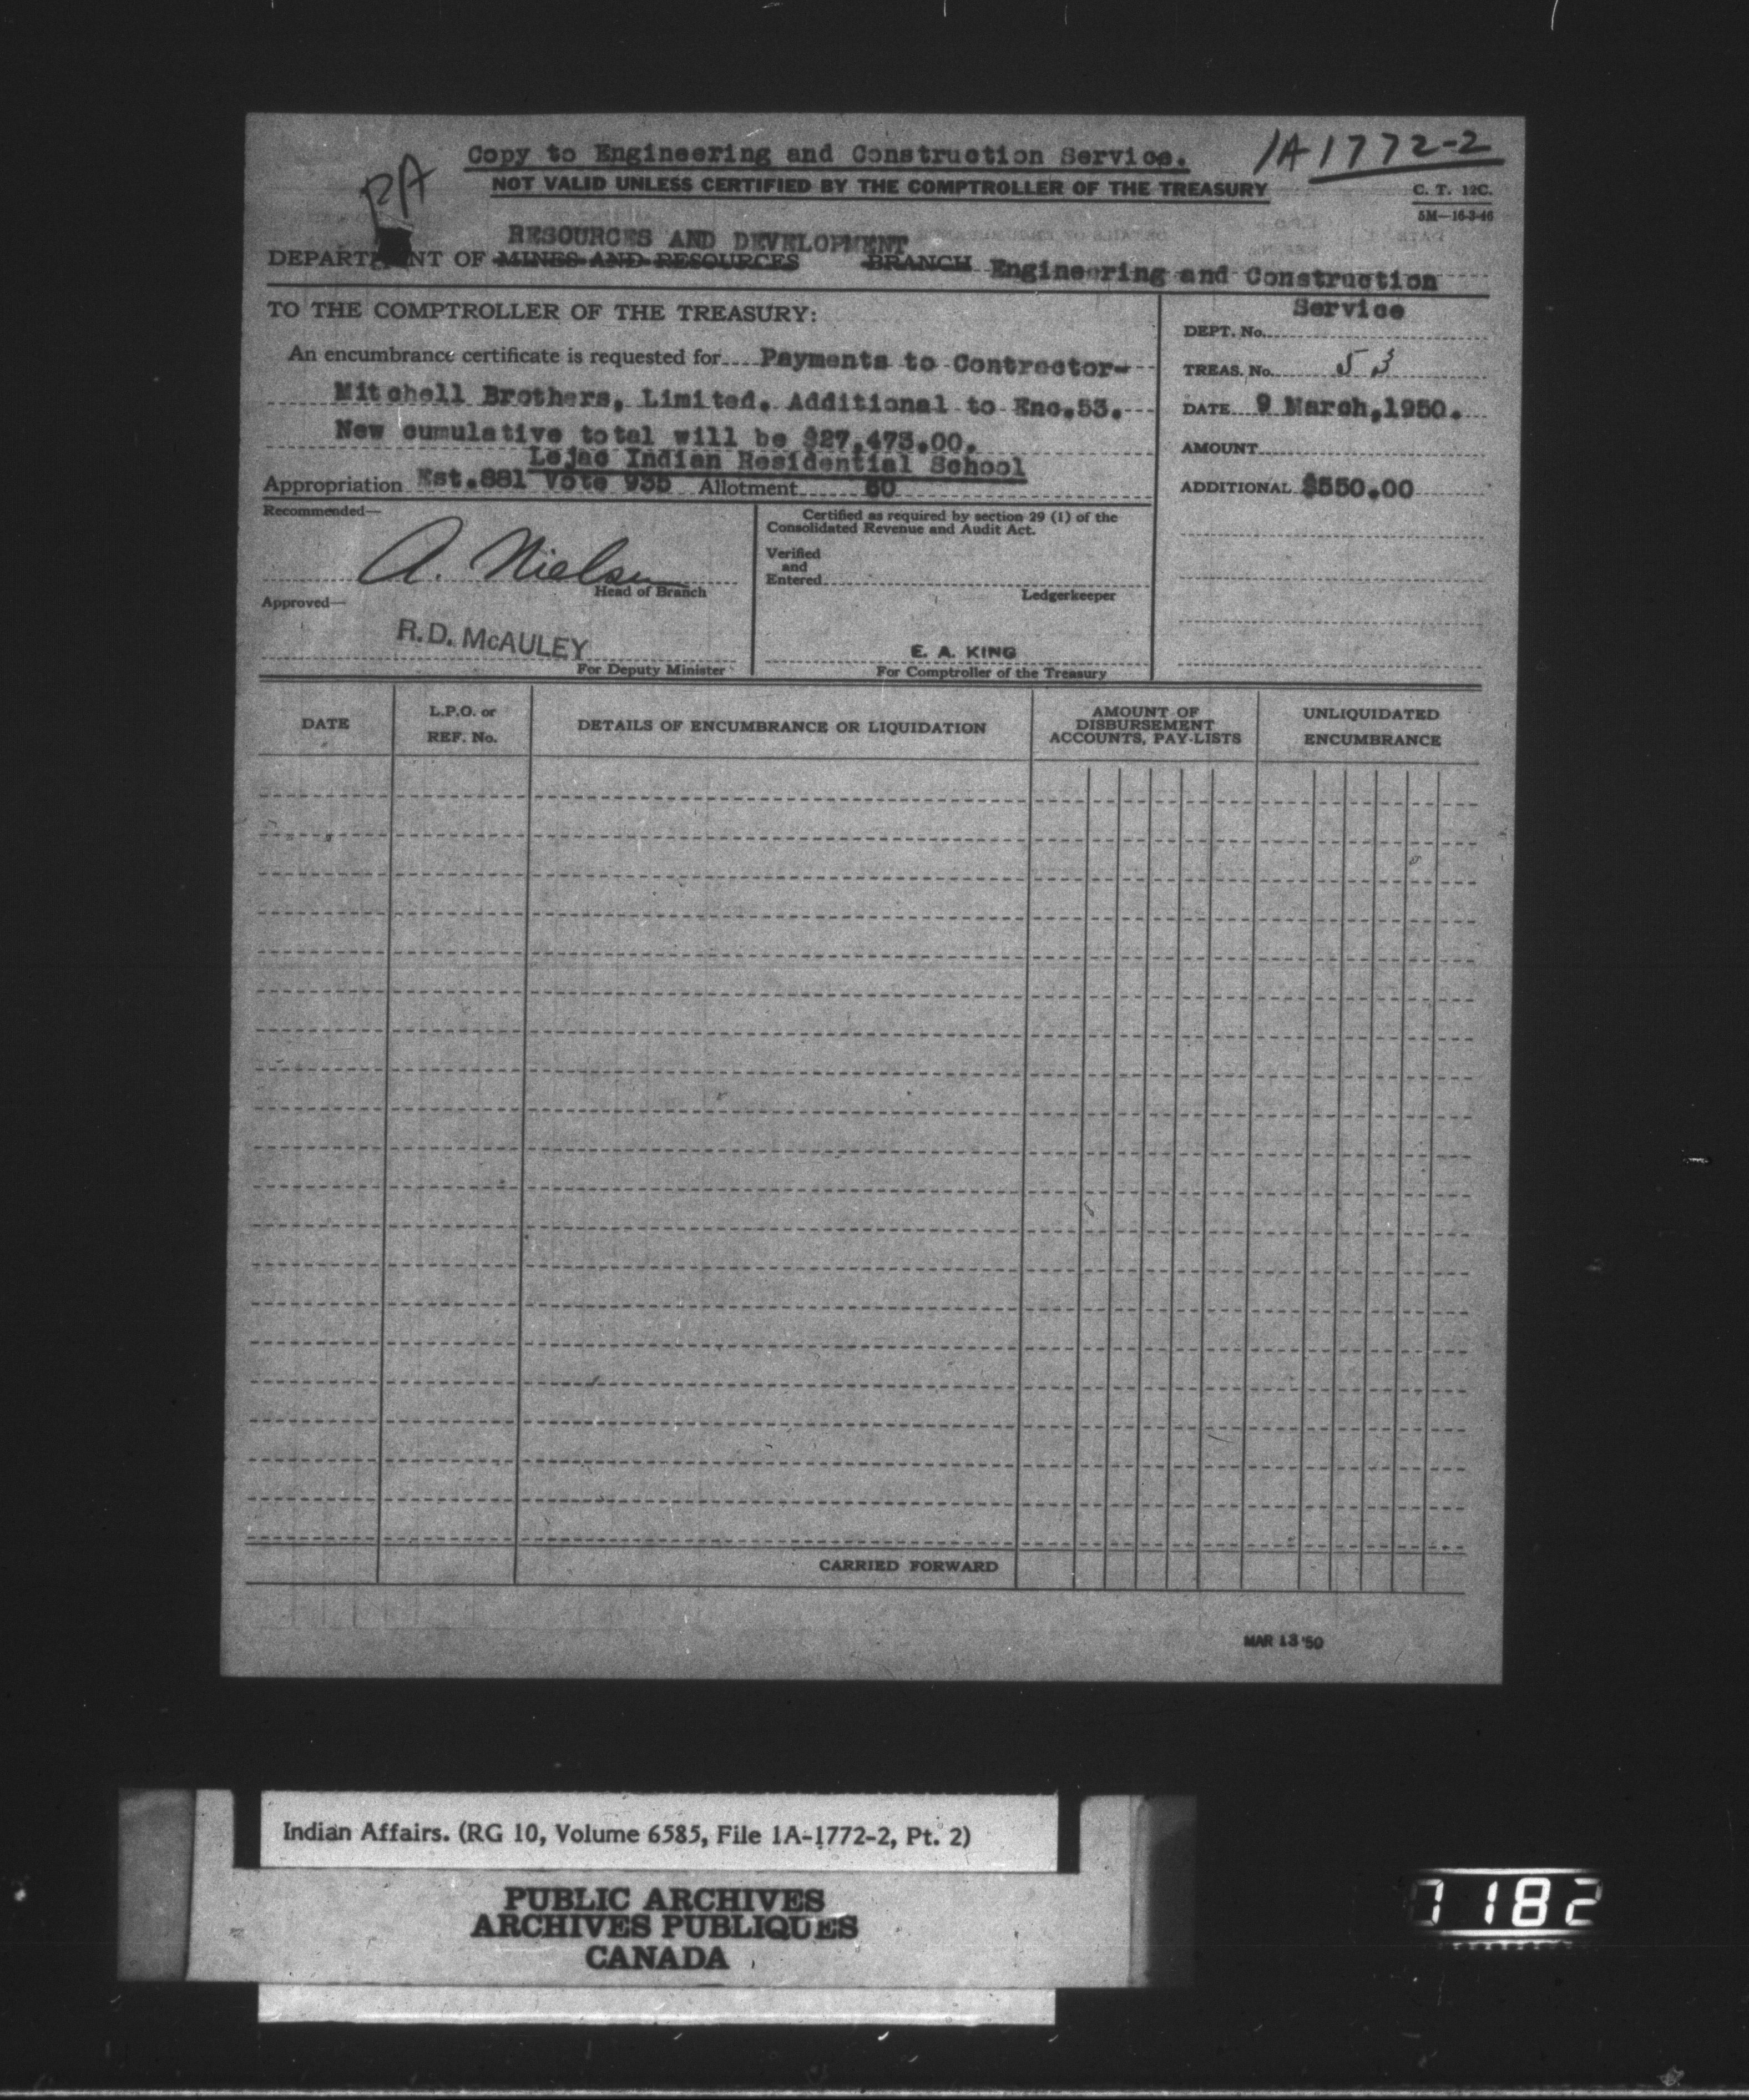 Copy to Engineering and Construction Service.
1A 1772-2
PA
NOT VALID UNLESS CERTIFIED BY THE COMPTROLLER OF THE TREASURY
C. T. 12C.
5M—16-3-46
RESOURCES AND DEVELOPMENT
DEPARTMENT OF MINES AND RESOURCES BRANCH Engineering and Construction
Service
TO THE COMPTROLLER OF THE TREASURY:
An encumbrance certificate is requested for Payments to Contractor-
Mitchell Brothers, Limited. Additional to Enc.53.
New cumulative total will be $27,473.00.
Lejac Indian Residential School
Appropriation Est.881 Vote 935 Allotment 60
DEPT. No.
TREAS. No. 53
DATE 9 March,1950.
AMOUNT
ADDITIONAL $550.00
Recommended—
A. Nielsen
Head of Branch
Approved—
R.D. McAULEY
For Deputy Minister
Certified as required by section 29 (1) of the
Consolidated Revenue and Audit Act.
Verified
and
Entered
Ledgerkeeper
E. A. KING
For Comptroller of the Treasury
DATE
L.P.O. or
REF. No.
DETAILS OF ENCUMBRANCE OR LIQUIDATION
AMOUNT OF
DISBURSEMENT
ACCOUNTS, PAY-LISTS
UNLIQUIDATED
ENCUMBRANCE
CARRIED FORWARD
MAR 13 '50
Indian Affairs. (RG 10, Volume 6585, File 1A-1772-2, Pt. 2)
PUBLIC ARCHIVES
ARCHIVES PUBLIQUES
CANADA
7182